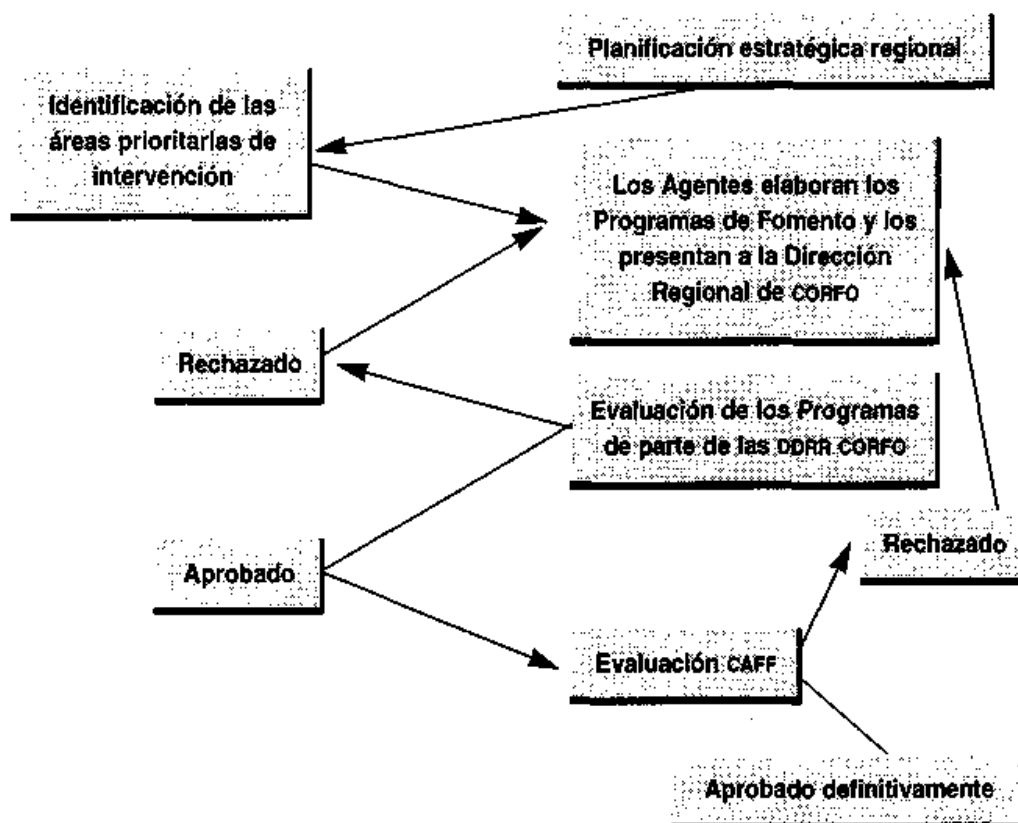 Planificación estratégica regional
Identificación de las
áreas prioritarias de
intervención
Los Agentes elaboran los
Programas de Fomento y los
presentan a la Dirección
Regional de CORFO
Rechazado
Evaluación de los Programas
de parte de las DDRR CORFO
Rechazado
Aprobado
Evaluación CAFF
Aprobado definitivamente